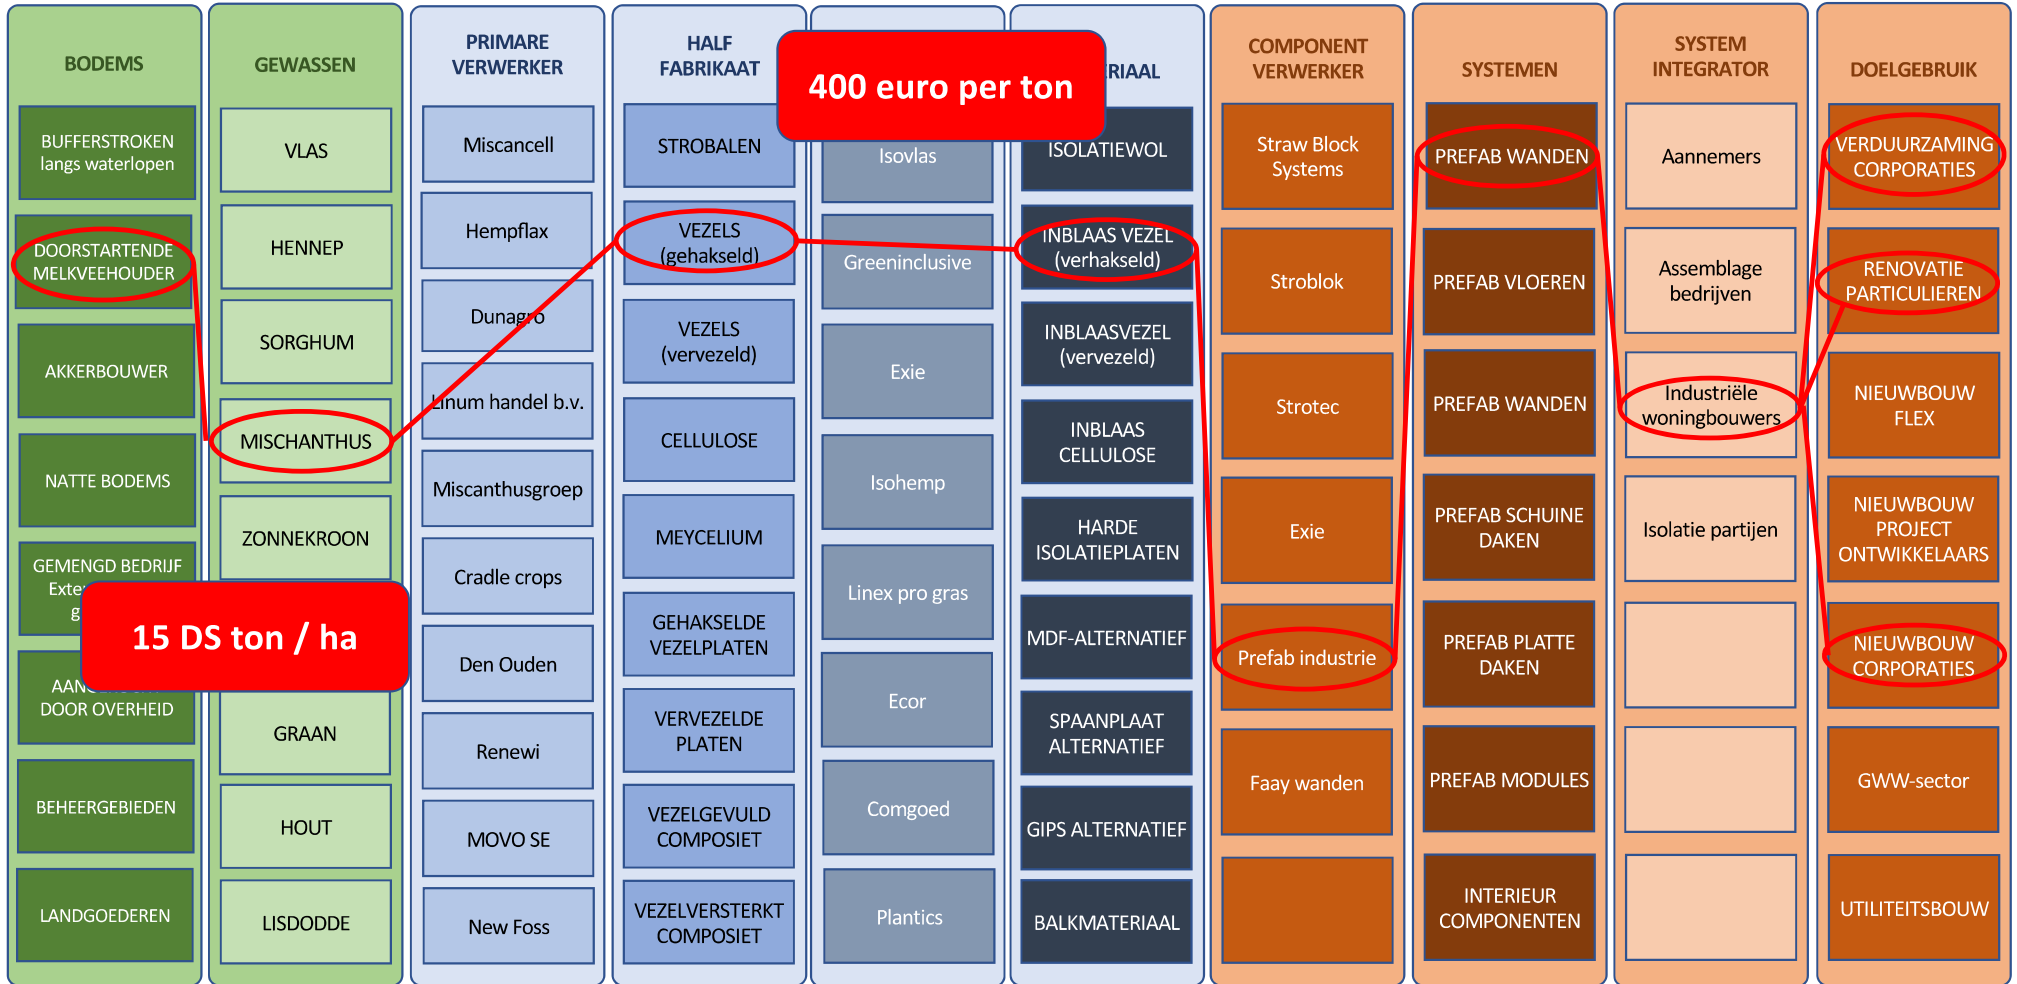 BODEMS
BUFFERSTROKEN
langs waterlopen
DOORSTARTENDE
MELKVEEHOUDER
AKKERBOUWER
NATTE BODEMS
GEMENGD BEDRIJF
DOOR OVERHEID
BEHEERGEBIEDEN
LANDGOEDEREN
GEWASSEN
VLAS
HENNEP
SORGHUM
MISCHANTHUS
ZONNEKROON
15 DS ton / ha
GRAAN
HOUT
LISDODDE
PRIMARE
VERWERKER
Miscancell
Hempflax
Dunagro
Linum handel b.v.
Miscanthusgroep
Cradle crops
Den Ouden
Renewi
MOVO SE
New Foss
HALF
FABRIKAAT
STROBALEN
VEZELS
(gehakseld)
VEZELS
(vervezeld)
CELLULOSE
MEYCELIUM
GEHAKSELDE
VEZELPLATEN
VERVEZELDE
PLATEN
VEZELGEVULD
COMPOSIET
VEZELVERSTERKT
COMPOSIET
400 euro per ton
Isovlas
Greeninclusive
Exie
Isohemp
Linex pro gras
Ecor
Comgoed
Plantics
ISOLATIEWOL
INBLAAS VEZEL
(verhakseld)
INBLAASVEZEL
(vervezeld)
INBLAAS
CELLULOSE
HARDE
ISOLATIEPLATEN
MDF-ALTERNATIEF
SPAANPLAAT
ALTERNATIEF
GIPS ALTERNATIEF
BALKMATERIAAL
COMPONENT
VERWERKER
Straw Block
Systems
Stroblok
Strotec
Exie
Prefab industrie
Faay wanden
SYSTEMEN
PREFAB WANDEN
PREFAB VLOEREN
PREFAB WANDEN
PREFAB SCHUINE
DAKEN
PREFAB PLATTE
DAKEN
PREFAB MODULES
INTERIEUR
COMPONENTEN
SYSTEM
INTEGRATOR
Aannemers
Assemblage
bedrijven
Industriële
woningbouwers
Isolatie partijen
DOELGEBRUIK
VERDUURZAMING
CORPORATIES
RENOVATIE
PARTICULIEREN
NIEUWBOUW
FLEX
NIEUWBOUW
PROJECT
ONTWIKKELAARS
NIEUWBOUW
CORPORATIES
GWW-sector
UTILITEITSBOUW